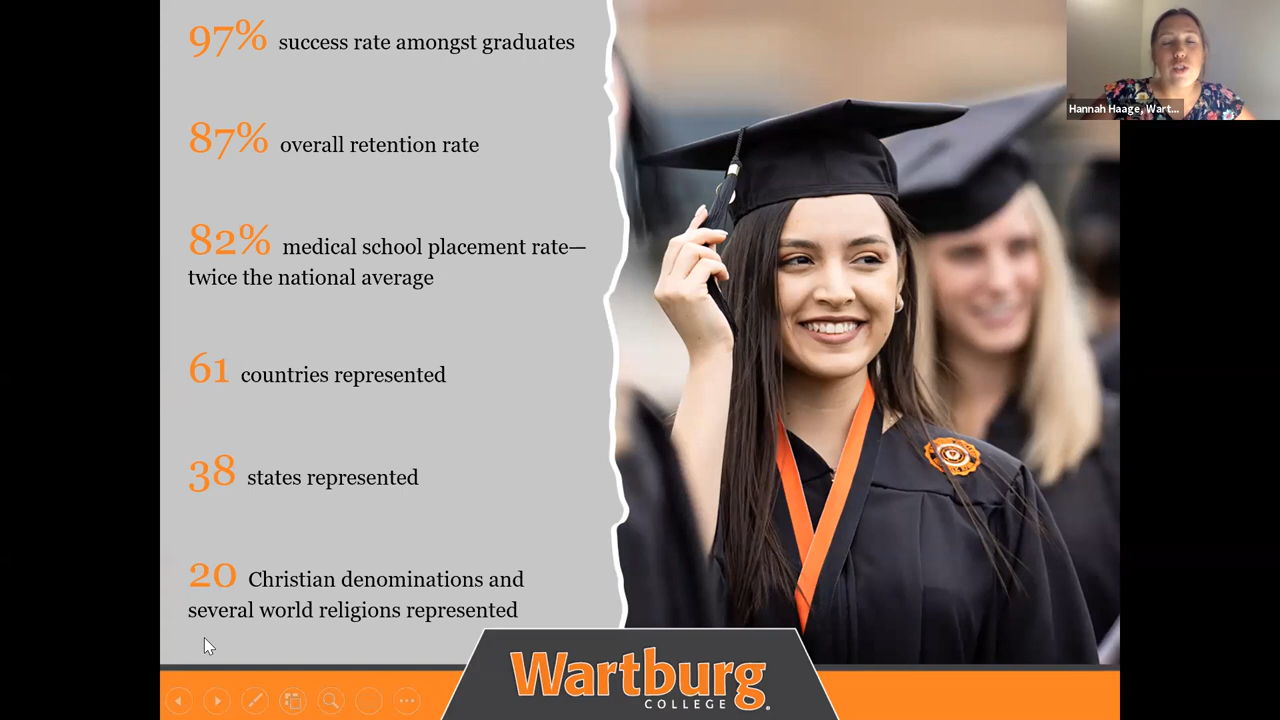 97% success rate amongst graduates
87% overall retention rate
82% medical school placement rate—
twice the national average
61 countries represented
38 states represented
20 Christian denominations and
several world religions represented
Wartburg
COLLEGE
Hannah Haage, Wart...